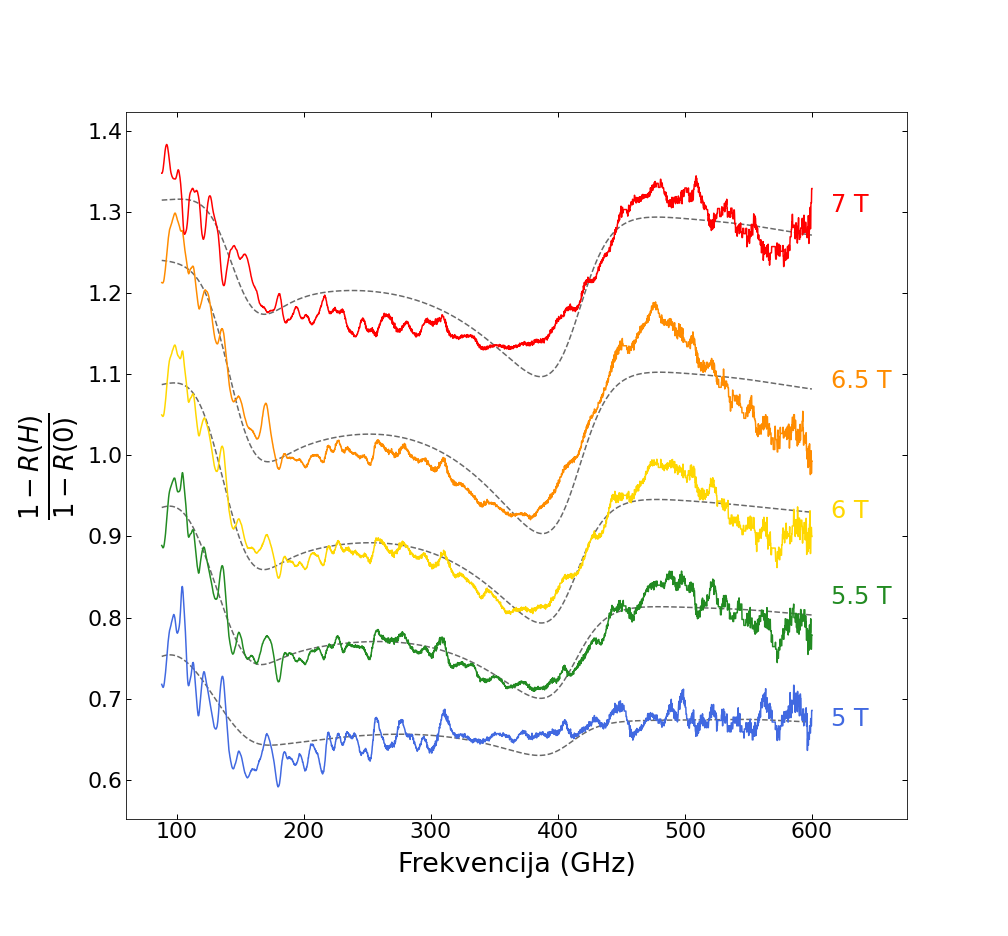 1.4
1.3
1.2
1.1
1.0
0.9
0.8
0.7
0.6
1 − R(H)
1 − R(0)
7 T
6.5 T
6 T
5.5 T
5 T
100 200 300 400 500 600
Frekvencija (GHz)